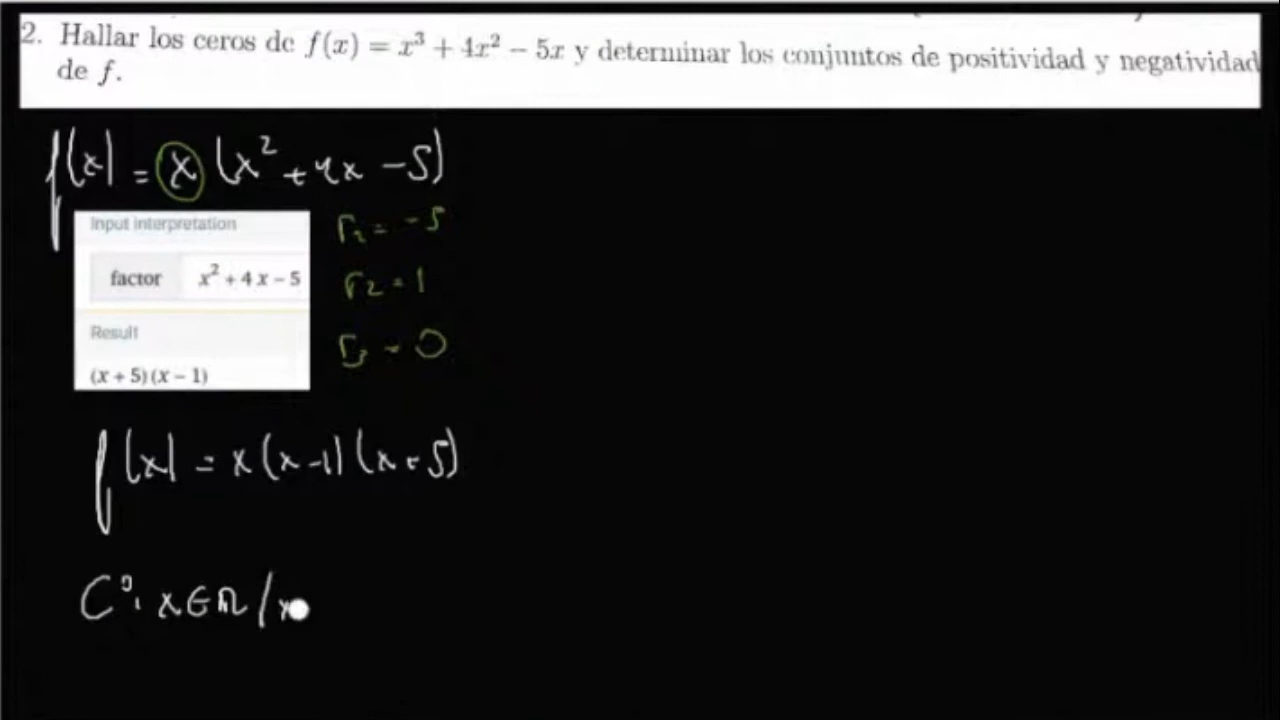 2. Hallar los ceros de f(x) = x³ + 4x² − 5x y determinar los conjuntos de positividad y negatividad
de f.
f(x) = x (x² + 4x − 5)
Input interpretation
factor x² + 4x − 5
Result
(x + 5)(x − 1)
r₁ = −5
r₂ = 1
r₃ = 0
f(x) = x (x−1) (x+5)
C⁰: x∈ℝ / x